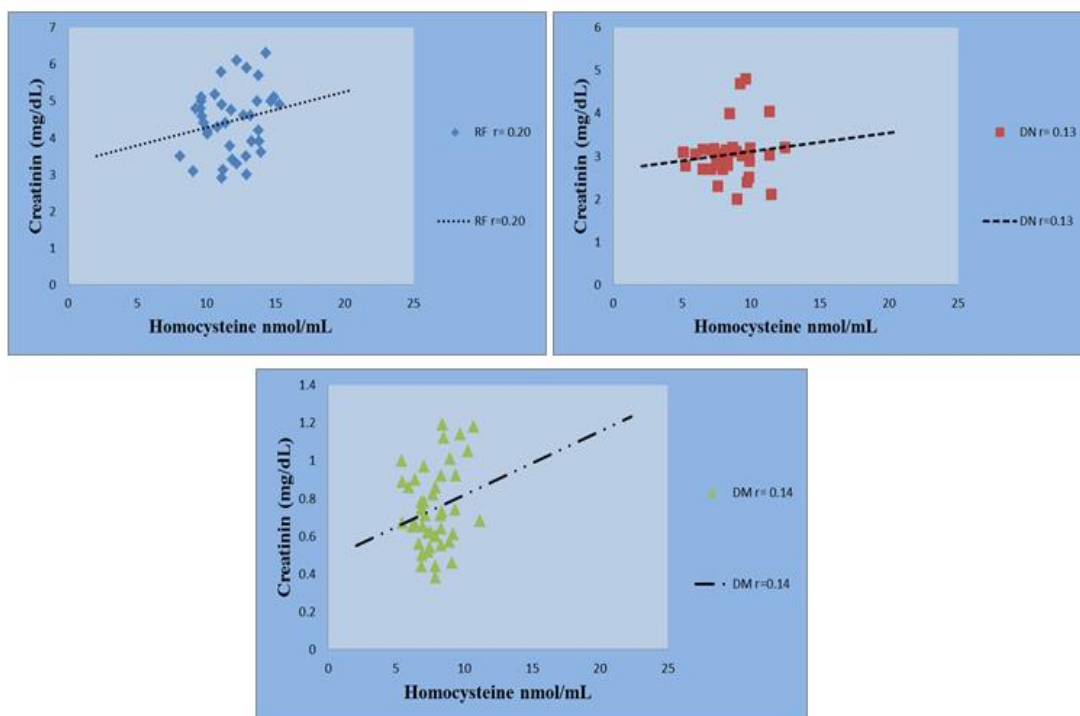 7
6
5
4
3
2
1
0
0 5 10 15 20 25
Creatinin (mg/dL)
Homocysteine nmol/mL
RF r= 0.20
RF r=0.20
6
5
4
3
2
1
0
0 5 10 15 20 25
Creatinin (mg/dL)
Homocysteine nmol/mL
DN r= 0.13
DN r=0.13
1.4
1.2
1
0.8
0.6
0.4
0.2
0
0 5 10 15 20 25
Creatinin (mg/dL)
Homocysteine nmol/mL
DM r= 0.14
DM r=0.14